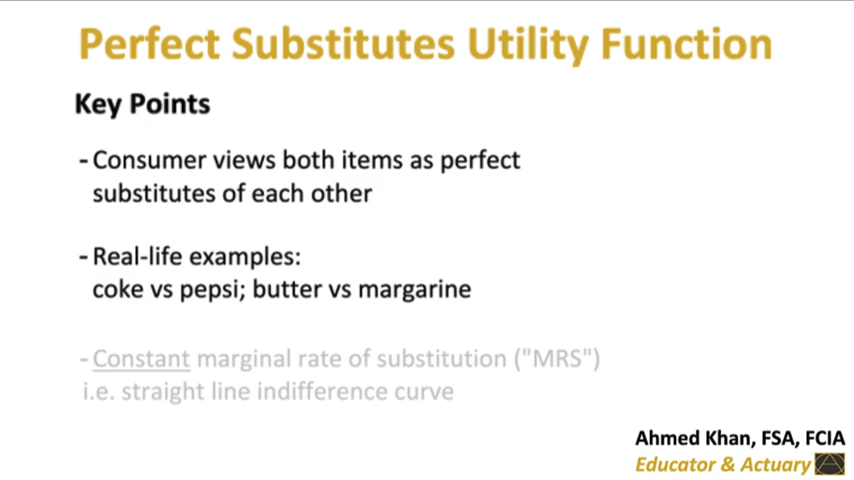 Perfect Substitutes Utility Function
Key Points
- Consumer views both items as perfect
substitutes of each other
- Real-life examples:
coke vs pepsi; butter vs margarine
- Constant marginal rate of substitution ("MRS")
i.e. straight line indifference curve
Ahmed Khan, FSA, FCIA
Educator & Actuary